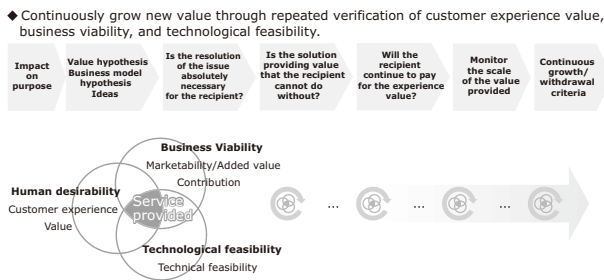 ◆ Continuously grow new value through repeated verification of customer experience value,
business viability, and technological feasibility.
Impact
on
purpose
Value hypothesis
Business model
hypothesis
Ideas
Is the resolution
of the issue
absolutely
necessary
for the recipient?
Is the solution
providing value
that the recipient
cannot do
without?
Will the
recipient
continue to pay
for the experience
value?
Monitor
the scale
of the value
provided
Continuous
growth/
withdrawal
criteria
Business Viability
Marketability/Added value
Contribution
Human desirability
Customer experience
Value
Service
provided
Technological feasibility
Technical feasibility
... ... ...